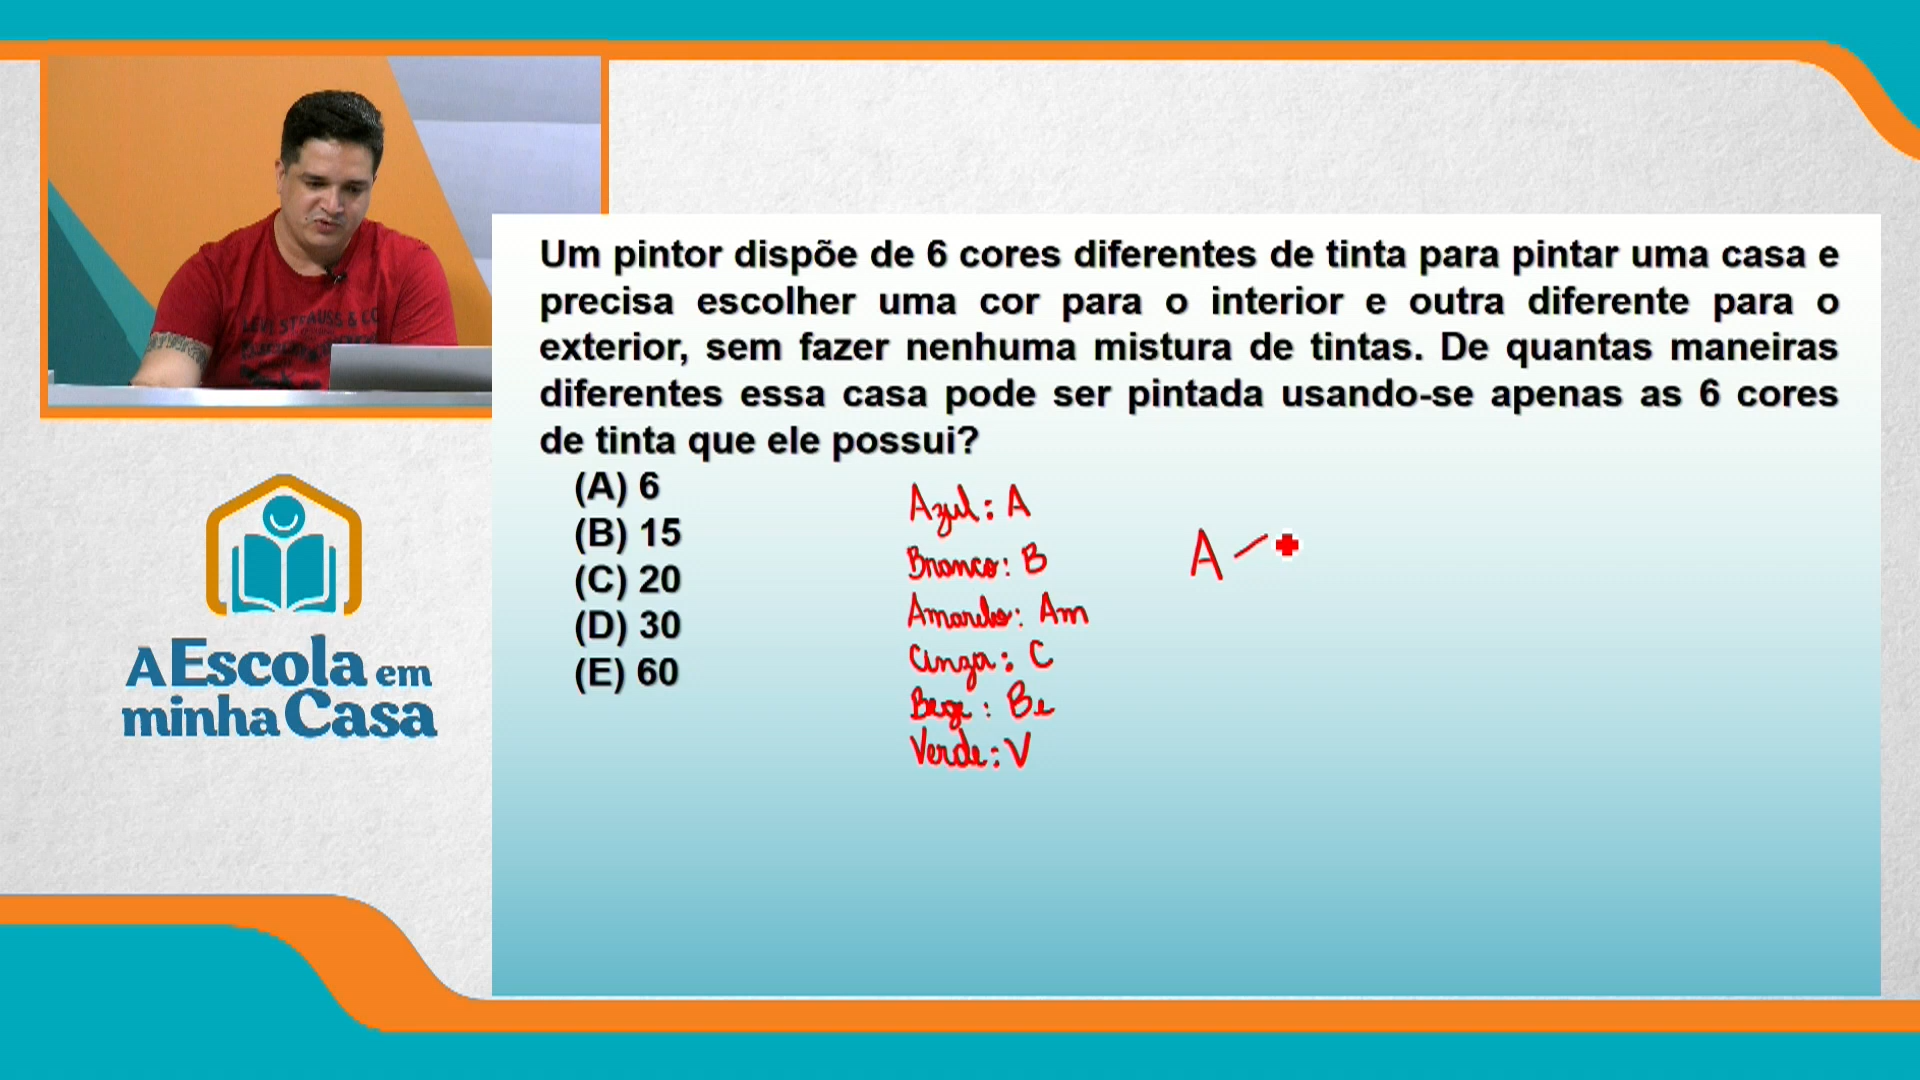 LEVI STRAUSS & CO
Um pintor dispõe de 6 cores diferentes de tinta para pintar uma casa e
precisa escolher uma cor para o interior e outra diferente para o
exterior, sem fazer nenhuma mistura de tintas. De quantas maneiras
diferentes essa casa pode ser pintada usando-se apenas as 6 cores
de tinta que ele possui?
(A) 6
(B) 15
(C) 20
(D) 30
(E) 60
Azul: A
Branco: B
Amarelo: Am
Cinza: C
Bege: Be
Verde: V
A
A Escola em
minha Casa